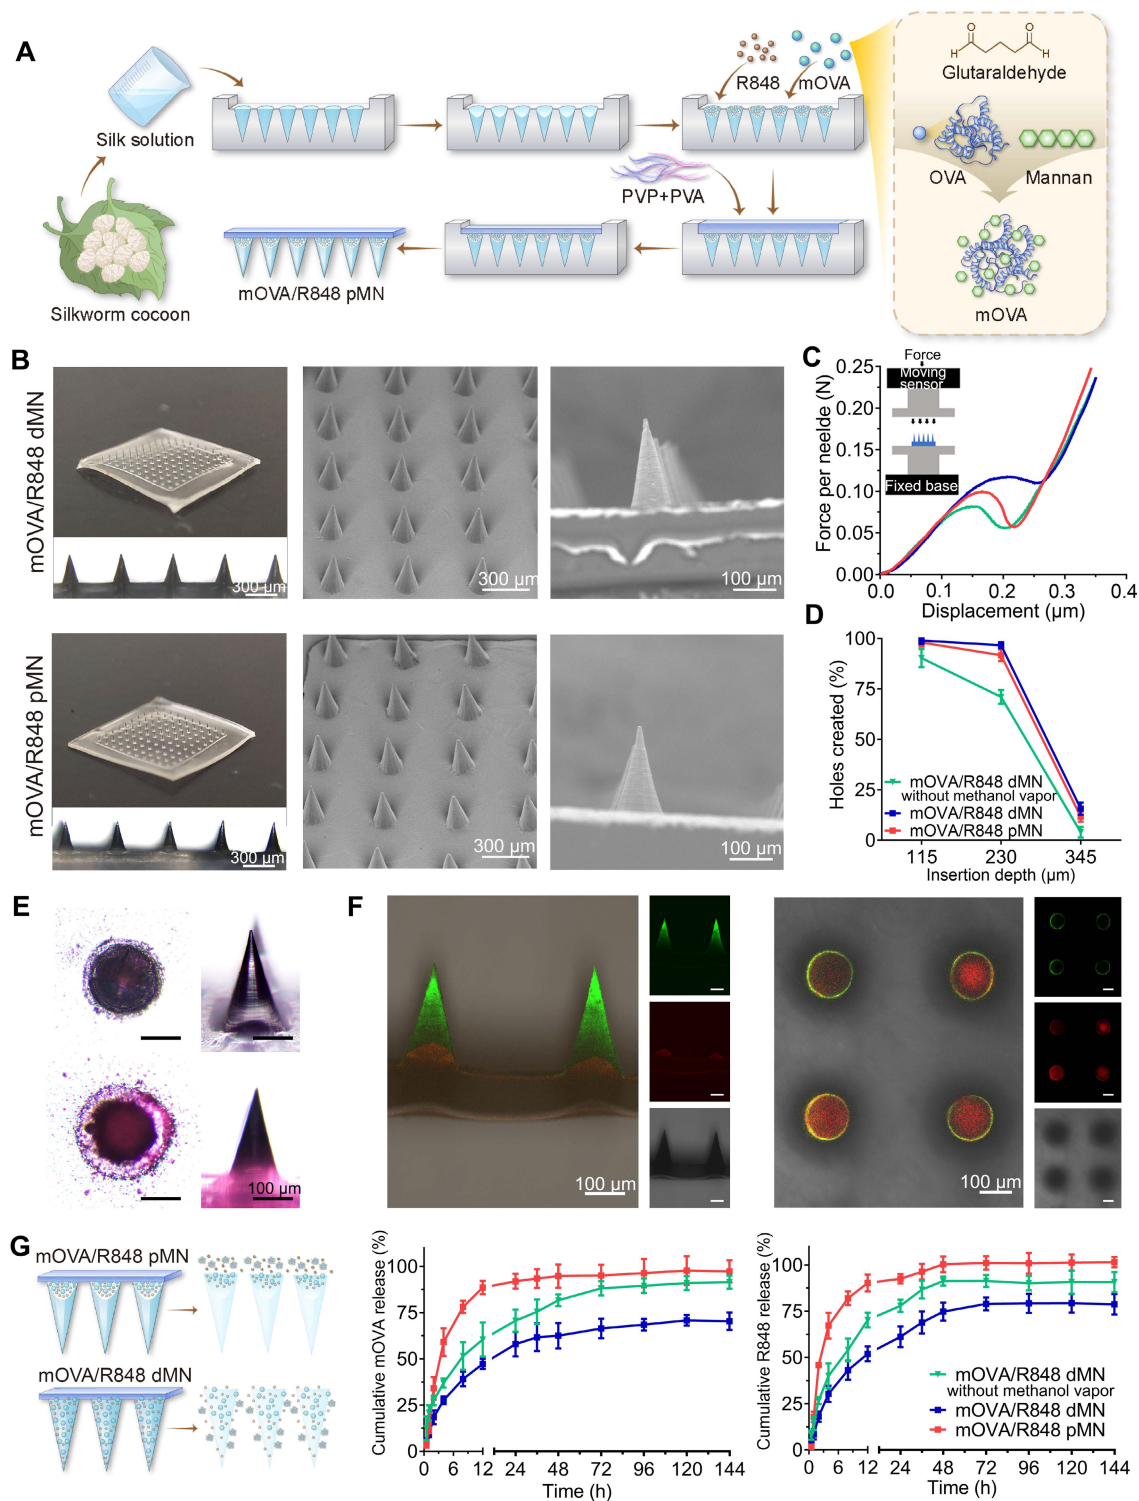 A
Silk solution
Silkworm cocoon
R848
mOVA
PVP+PVA
mOVA/R848 pMN
O
O
H
H
Glutaraldehyde
OVA
Mannan
mOVA
B
mOVA/R848 dMN
300 µm
300 µm
100 µm
mOVA/R848 pMN
300 µm
300 µm
100 µm
C
Force per neelde (N)
0.25
0.20
0.15
0.10
0.05
0.00
0.0
0.1
0.2
0.3
0.4
Displacement (µm)
Force
Moving
sensor
Fixed base
D
Holes created (%)
100
75
50
25
0
115
230
345
Insertion depth (µm)
mOVA/R848 dMN
without methanol vapor
mOVA/R848 dMN
mOVA/R848 pMN
E
100 µm
F
100 µm
100 µm
G
mOVA/R848 pMN
mOVA/R848 dMN
Cumulative mOVA release (%)
100
75
50
25
0
0
6
12
24
48
72
96
120
144
Time (h)
Cumulative R848 release (%)
100
75
50
25
0
0
6
12
24
48
72
96
120
144
Time (h)
mOVA/R848 dMN
without methanol vapor
mOVA/R848 dMN
mOVA/R848 pMN